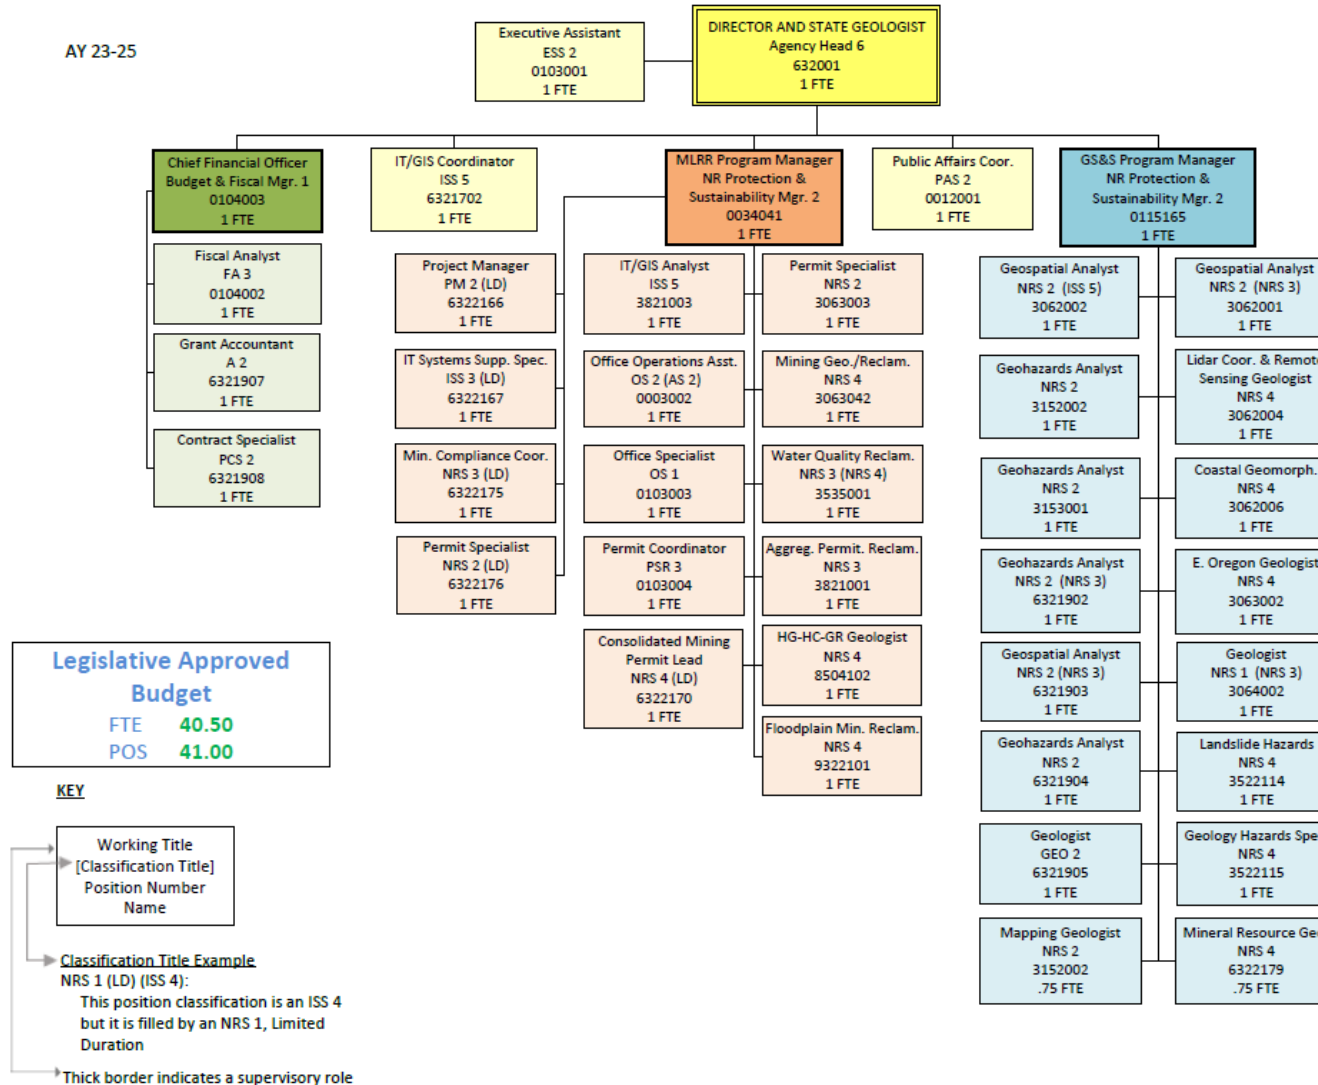 AY 23-25
Executive Assistant
ESS 2
0103001
1 FTE
DIRECTOR AND STATE GEOLOGIST
Agency Head 6
632001
1 FTE
Chief Financial Officer
Budget & Fiscal Mgr. 1
0104003
1 FTE
IT/GIS Coordinator
ISS 5
6321702
1 FTE
MLRR Program Manager
NR Protection &
Sustainability Mgr. 2
0034041
1 FTE
Public Affairs Coor.
PAS 2
0012001
1 FTE
GS&S Program Manager
NR Protection &
Sustainability Mgr. 2
0115165
1 FTE
Fiscal Analyst
FA 3
0104002
1 FTE
Grant Accountant
A 2
6321907
1 FTE
Contract Specialist
PCS 2
6321908
1 FTE
Project Manager
PM 2 (LD)
6322166
1 FTE
IT Systems Supp. Spec.
ISS 3 (LD)
6322167
1 FTE
Min. Compliance Coor.
NRS 3 (LD)
6322175
1 FTE
Permit Specialist
NRS 2 (LD)
6322176
1 FTE
IT/GIS Analyst
ISS 5
3821003
1 FTE
Office Operations Asst.
OS 2 (AS 2)
0003002
1 FTE
Office Specialist
OS 1
0103003
1 FTE
Permit Coordinator
PSR 3
0103004
1 FTE
Consolidated Mining
Permit Lead
NRS 4 (LD)
6322170
1 FTE
Permit Specialist
NRS 2
3063003
1 FTE
Mining Geo./Reclam.
NRS 4
3063042
1 FTE
Water Quality Reclam.
NRS 3 (NRS 4)
3535001
1 FTE
Aggreg. Permit. Reclam.
NRS 3
3821001
1 FTE
HG-HC-GR Geologist
NRS 4
8504102
1 FTE
Floodplain Min. Reclam.
NRS 4
9322101
1 FTE
Geospatial Analyst
NRS 2 (ISS 5)
3062002
1 FTE
Geohazards Analyst
NRS 2
3152002
1 FTE
Geohazards Analyst
NRS 2
3153001
1 FTE
Geohazards Analyst
NRS 2 (NRS 3)
6321902
1 FTE
Geospatial Analyst
NRS 2 (NRS 3)
6321903
1 FTE
Geohazards Analyst
NRS 2
6321904
1 FTE
Geologist
GEO 2
6321905
1 FTE
Mapping Geologist
NRS 2
3152002
.75 FTE
Geospatial Analyst
NRS 2 (NRS 3)
3062001
1 FTE
Lidar Coor. & Remot
Sensing Geologist
NRS 4
3062004
1 FTE
Coastal Geomorph.
NRS 4
3062006
1 FTE
E. Oregon Geologist
NRS 4
3063002
1 FTE
Geologist
NRS 1 (NRS 3)
3064002
1 FTE
Landslide Hazards
NRS 4
3522114
1 FTE
Geology Hazards Spe
NRS 4
3522115
1 FTE
Mineral Resource Ge
NRS 4
6322179
.75 FTE
Legislative Approved
Budget
FTE 40.50
POS 41.00
KEY
Working Title
[Classification Title]
Position Number
Name
Classification Title Example
NRS 1 (LD) (ISS 4):
This position classification is an ISS 4
but it is filled by an NRS 1, Limited
Duration
Thick border indicates a supervisory role